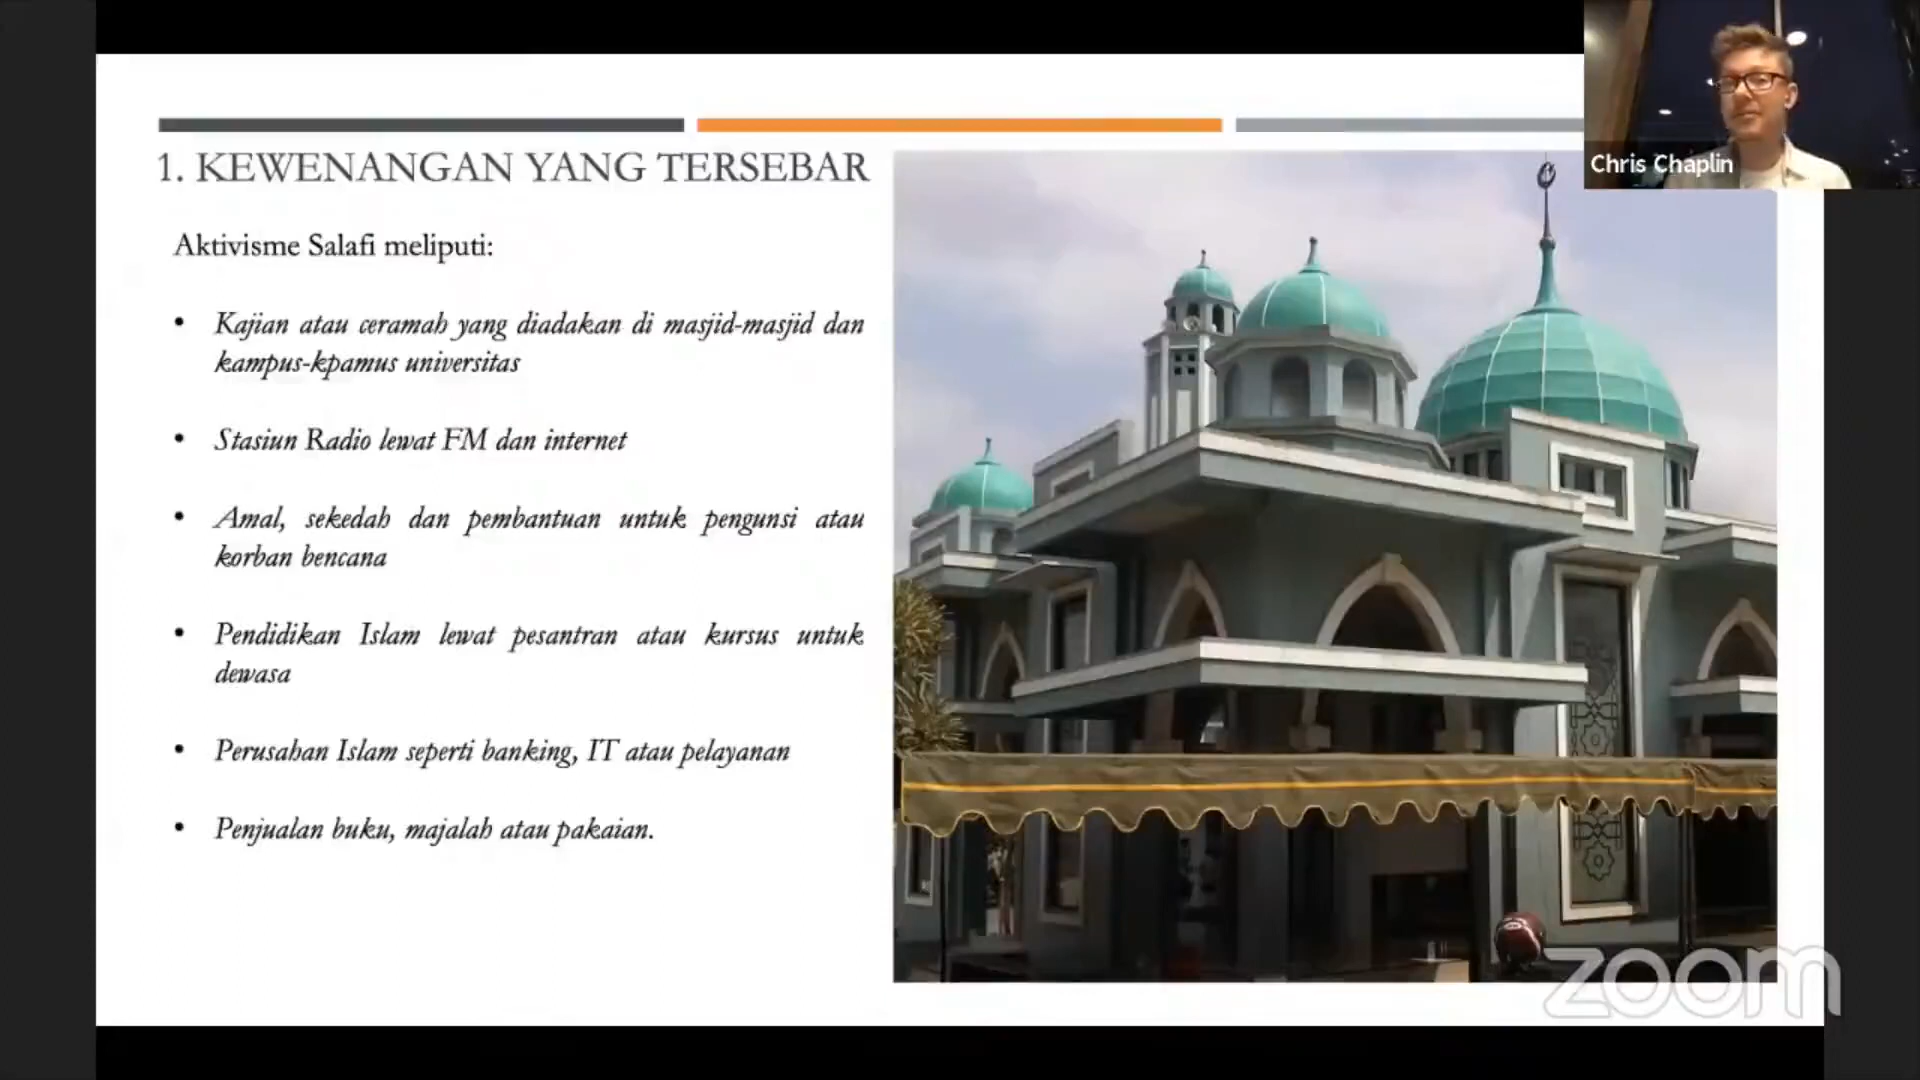 Chris Chaplin
1. KEWENANGAN YANG TERSEBAR
Aktivisme Salafi meliputi:
• Kajian atau ceramah yang diadakan di masjid-masjid dan
kampus-kpamus universitas
• Stasiun Radio lewat FM dan internet
• Amal, sekedah dan pembantuan untuk pengunsi atau
korban bencana
• Pendidikan Islam lewat pesantran atau kursus untuk
dewasa
• Perusahan Islam seperti banking, IT atau pelayanan
• Penjualan buku, majalah atau pakaian.
zoom